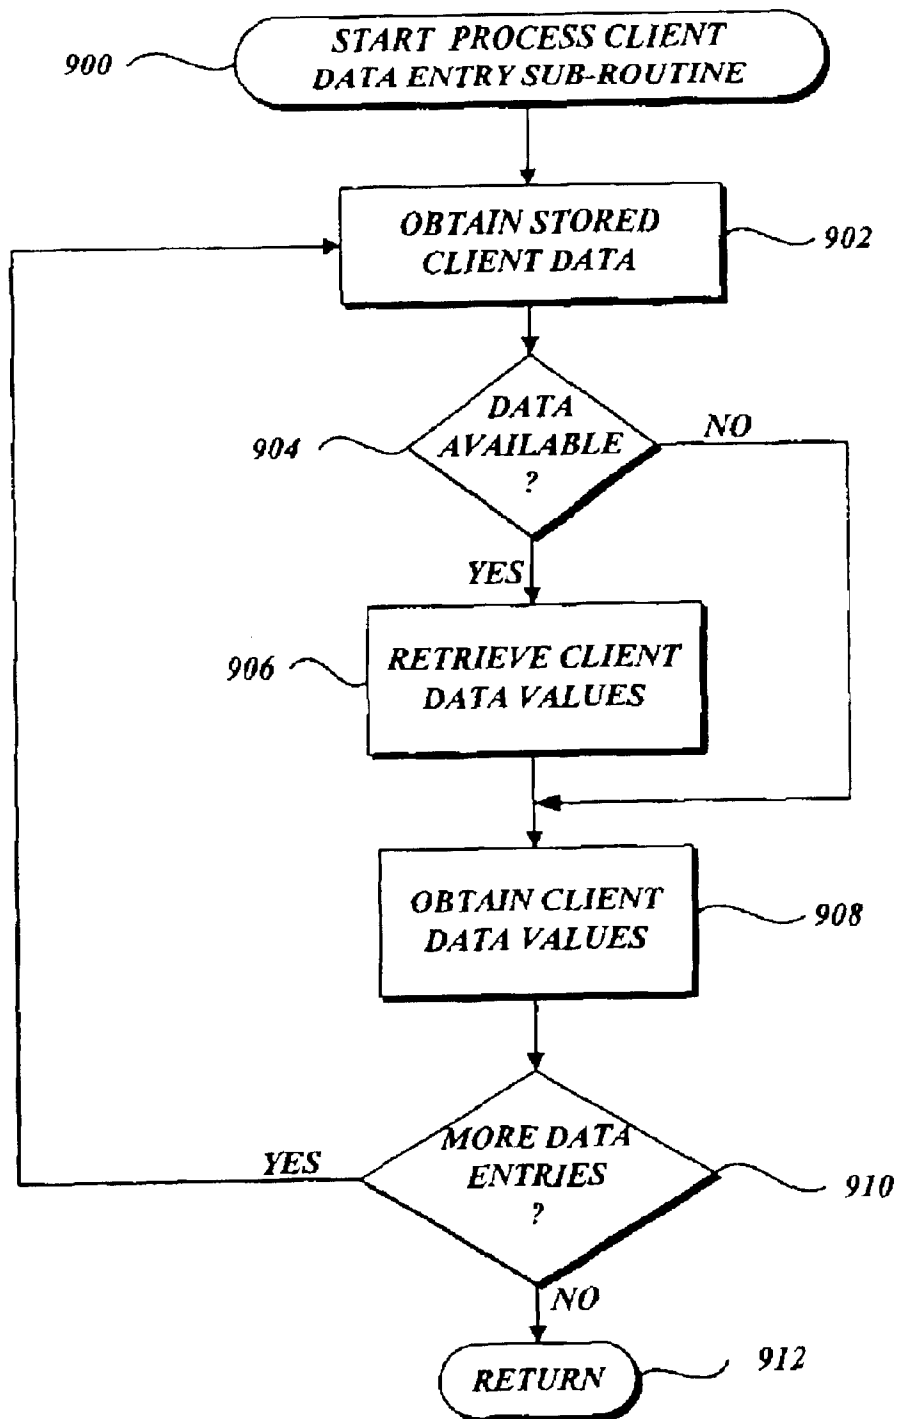 START PROCESS CLIENT
DATA ENTRY SUB-ROUTINE
900
OBTAIN STORED
CLIENT DATA
902
DATA
AVAILABLE
?
904
NO
YES
RETRIEVE CLIENT
DATA VALUES
906
OBTAIN CLIENT
DATA VALUES
908
MORE DATA
ENTRIES
?
YES
910
NO
RETURN
912